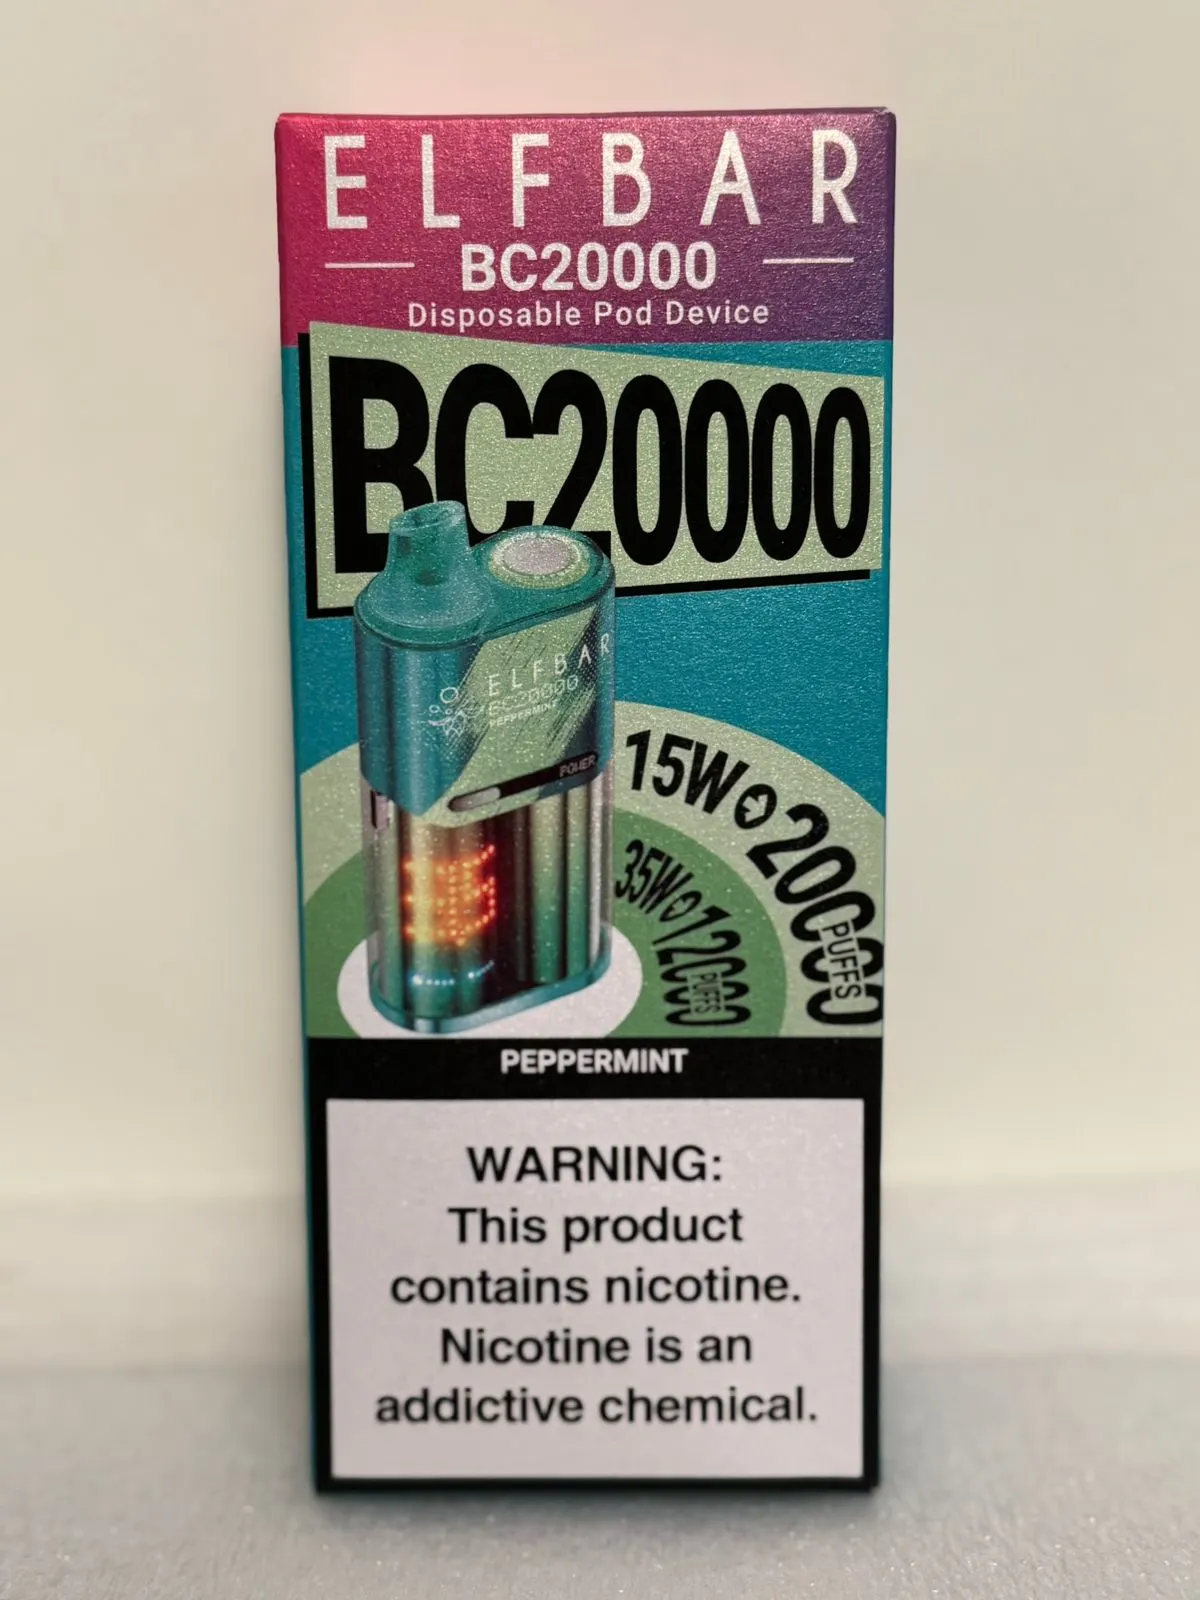 ELFBAR
BC20000
Disposable Pod Device
BC20000
ELFBAR
BC20000
PEPPERMINT
POWER
15W➔20000
PUFFS
35W➔12000
PUFFS
PEPPERMINT
WARNING:
This product
contains nicotine.
Nicotine is an
addictive chemical.